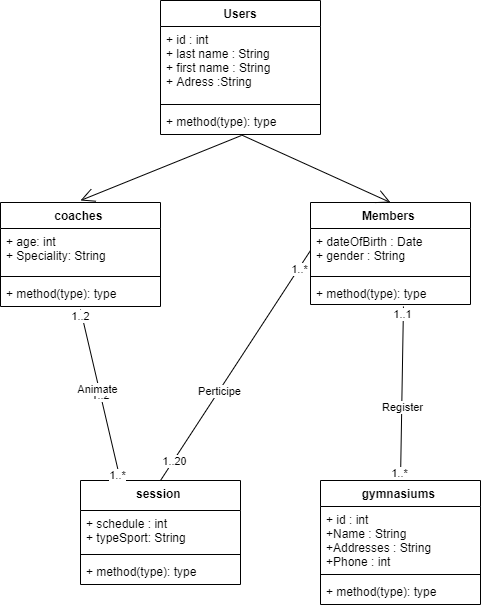 Users
+ id : int
+ last name : String
+ first name : String
+ Adress :String
+ method(type): type
coaches
+ age: int
+ Speciality: String
+ method(type): type
Members
+ dateOfBirth : Date
+ gender : String
+ method(type): type
1..*
1..2
1..1
Animate
1..2
Perticipe
Register
1..*
1..20
1..*
session
+ schedule : int
+ typeSport: String
+ method(type): type
gymnasiums
+ id : int
+Name : String
+Addresses : String
+Phone : int
+ method(type): type